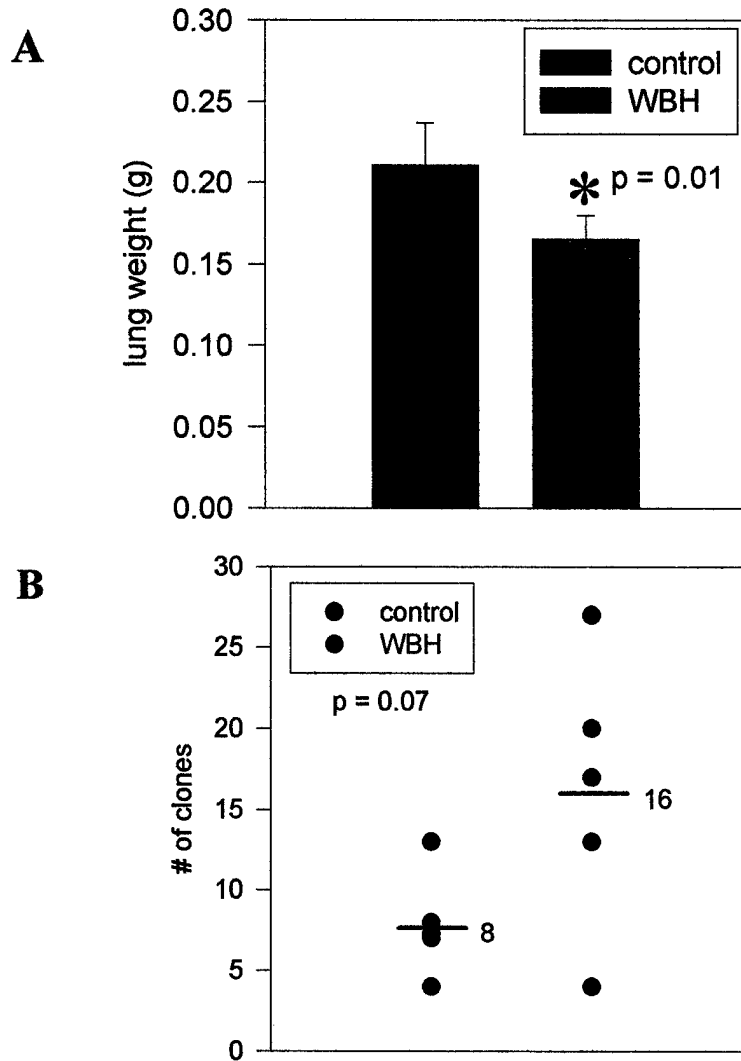 A
lung weight (g)
0.30
0.25
0.20
0.15
0.10
0.05
0.00
control
WBH
* p = 0.01
B
# of clones
30
25
20
15
10
5
0
control
WBH
p = 0.07
8
16